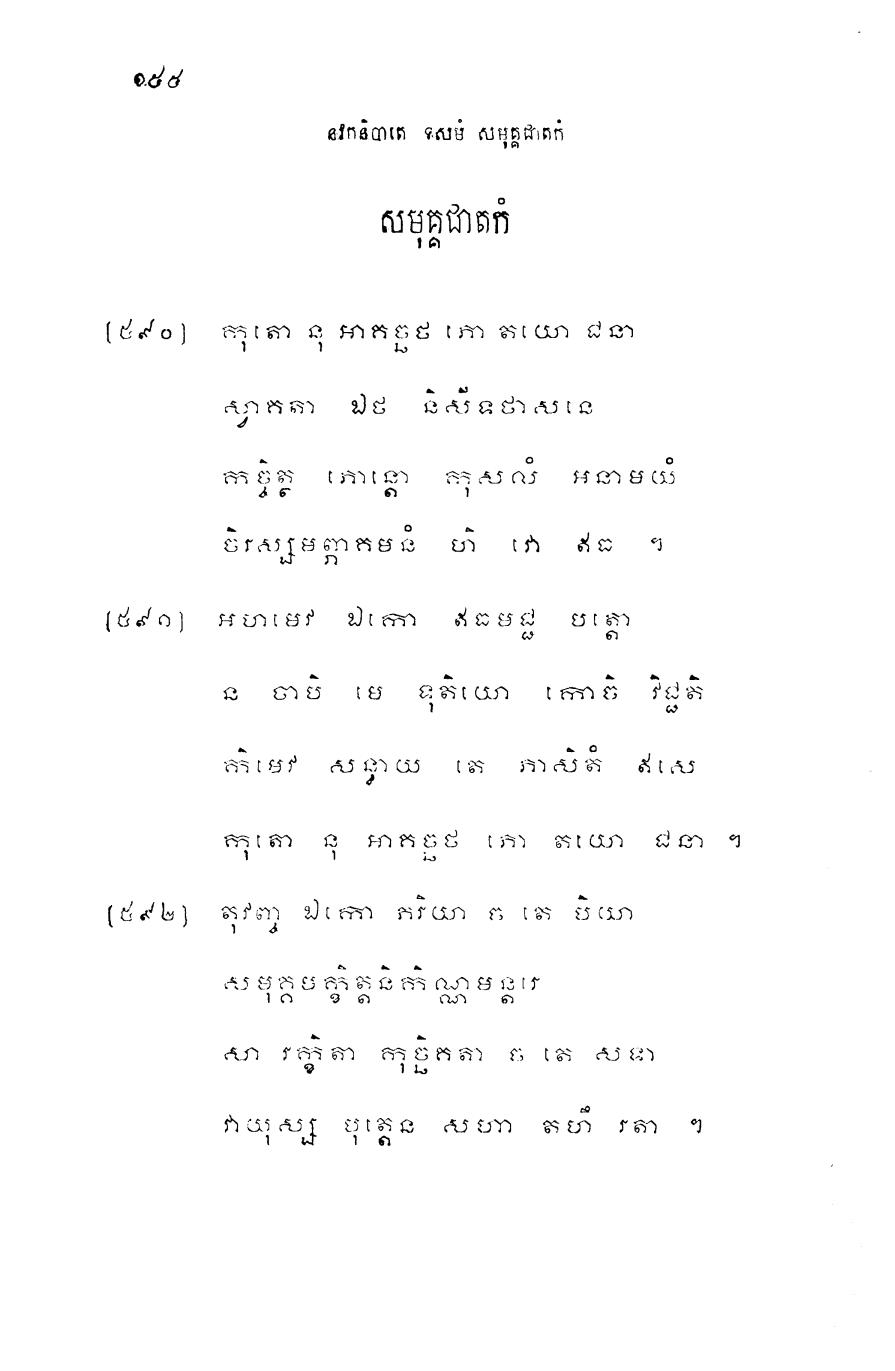 ១៩៩
នវកនិបាតេ ទសមំ សមុគ្គជាតកំ
សមុគ្គជាតកំ
(៥៩០) កុតោ នុ អាគច្ឆថ ភោ តយោ ជនា
ស្វាគតា ឯថ និសីទថាសនេ
កច្ចិត្ថ ភោន្តោ កុសលំ អនាមយំ
ចិរស្សមព្ភាគមនំ ហិ វោ ឥធ ។
(៥៩១) អហមេវ ឯកោ ឥធមជ្ជ បត្តោ
ន ចាបិ មេ ទុតិយោ កោចិ វិជ្ជតិ
កិមេវ សន្ធាយ តេ ភាសិតំ ឥសេ
កុតោ នុ អាគច្ឆថ ភោ តយោ ជនា ។
(៥៩២) តុវញ្ច ឯកោ ភរិយា ច តេ បិយា
សមុគ្គបក្ខិត្តនិកិណ្ណមន្តរេ
សា រក្ខិតា កុច្ឆិគតា ច តេ សទា
វាយុស្ស បុត្តេន សហា តហឹ រតា ។